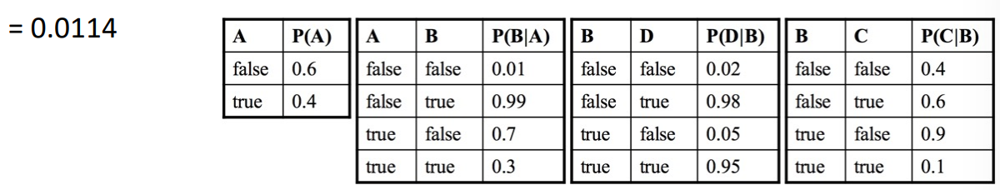 = 0.0114
A P(A)
false 0.6
true 0.4
A B P(B|A)
false false 0.01
false true 0.99
true false 0.7
true true 0.3
B D P(D|B)
false false 0.02
false true 0.98
true false 0.05
true true 0.95
B C P(C|B)
false false 0.4
false true 0.6
true false 0.9
true true 0.1